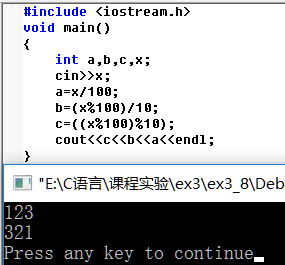 #include <iostream.h>
void main()
{
    int a,b,c,x;
    cin>>x;
    a=x/100;
    b=(x%100)/10;
    c=((x%100)%10);
    cout<<c<<b<<a<<endl;
}
"E:\C语言\课程实验\ex3\ex3_8\Deb
123
321
Press any key to continue